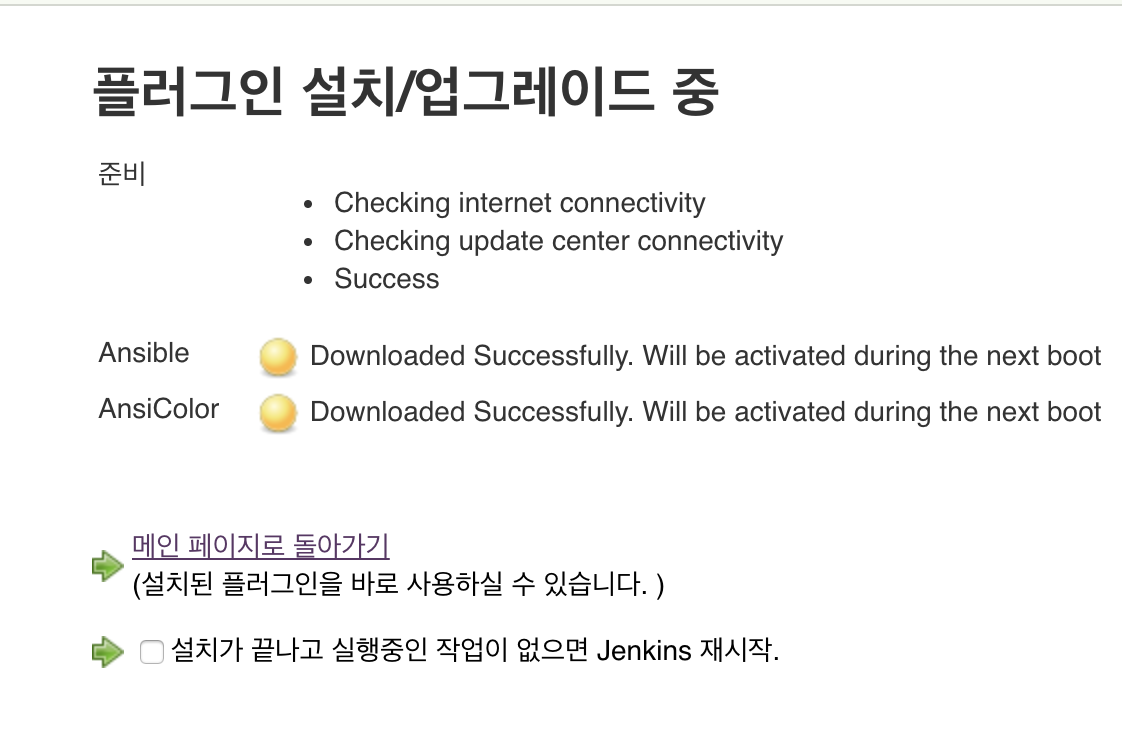 플러그인 설치/업그레이드 중
준비
Checking internet connectivity
Checking update center connectivity
Success
Ansible Downloaded Successfully. Will be activated during the next boot
AnsiColor Downloaded Successfully. Will be activated during the next boot
메인 페이지로 돌아가기
(설치된 플러그인을 바로 사용하실 수 있습니다. )
설치가 끝나고 실행중인 작업이 없으면 Jenkins 재시작.